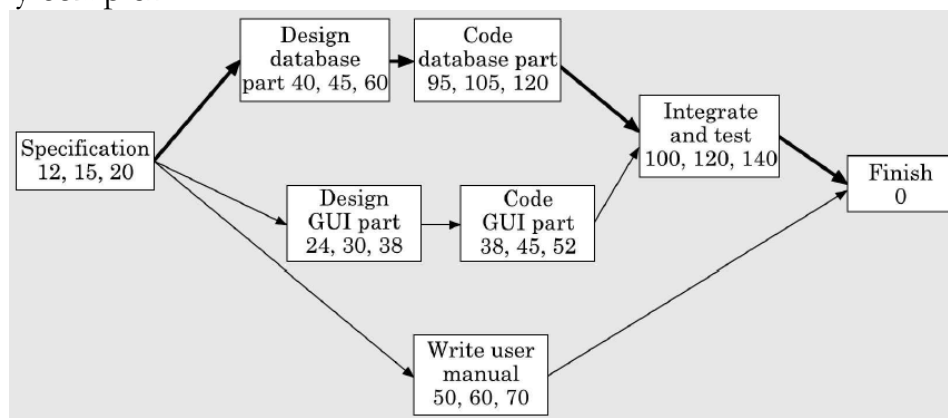 Design
database
part 40, 45, 60
Code
database part
95, 105, 120
Integrate
and test
100, 120, 140
Specification
12, 15, 20
Finish
0
Design
GUI part
24, 30, 38
Code
GUI part
38, 45, 52
Write user
manual
50, 60, 70